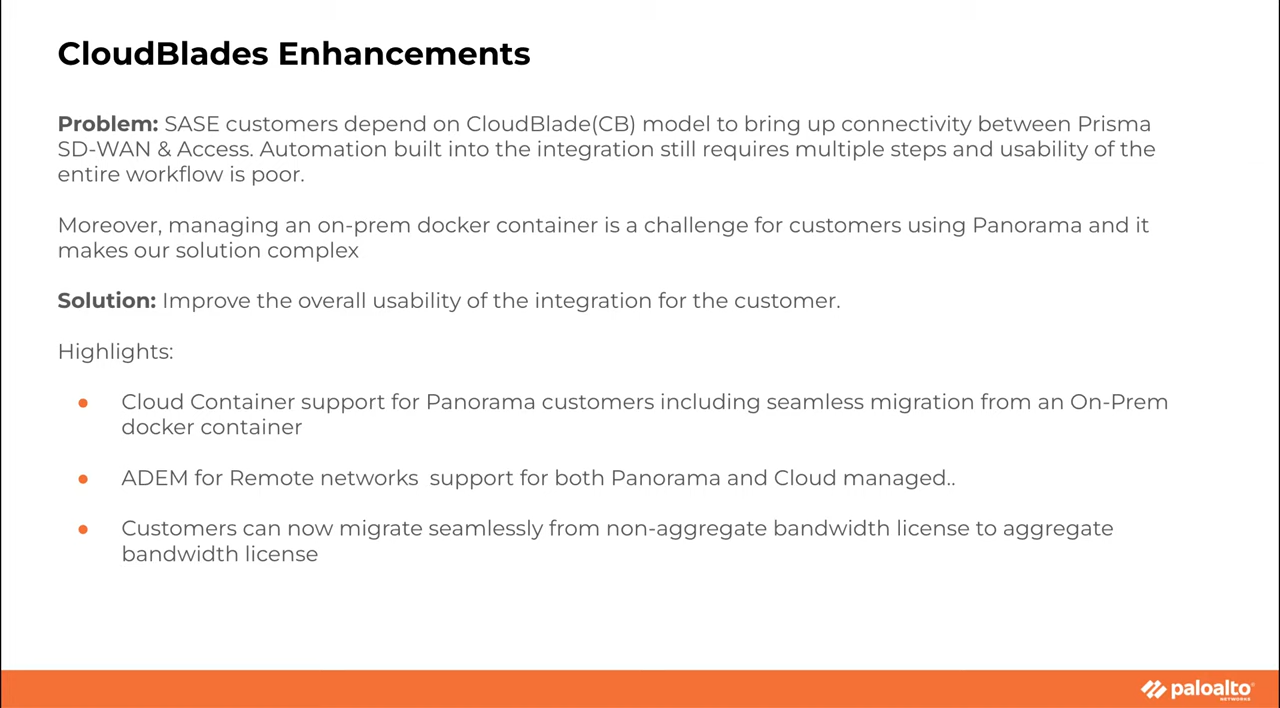 CloudBlades Enhancements
Problem: SASE customers depend on CloudBlade(CB) model to bring up connectivity between Prisma
SD-WAN & Access. Automation built into the integration still requires multiple steps and usability of the
entire workflow is poor.
Moreover, managing an on-prem docker container is a challenge for customers using Panorama and it
makes our solution complex
Solution: Improve the overall usability of the integration for the customer.
Highlights:
● Cloud Container support for Panorama customers including seamless migration from an On-Prem
docker container
● ADEM for Remote networks  support for both Panorama and Cloud managed..
● Customers can now migrate seamlessly from non-aggregate bandwidth license to aggregate
bandwidth license
paloalto
NETWORKS